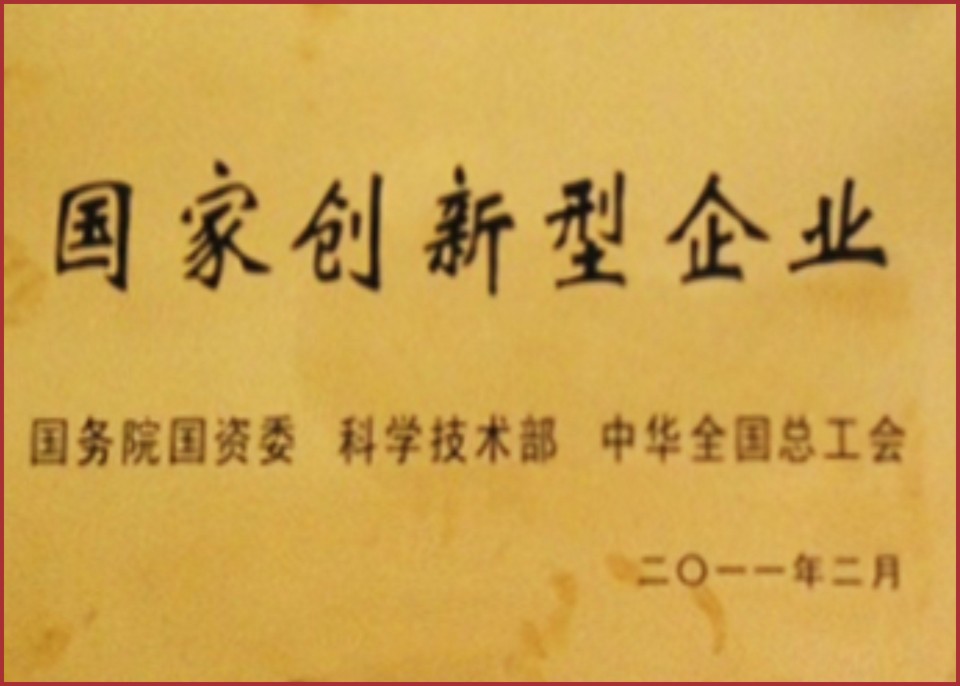 国家创新型企业
国务院国资委 科学技术部 中华全国总工会
二〇一一年二月